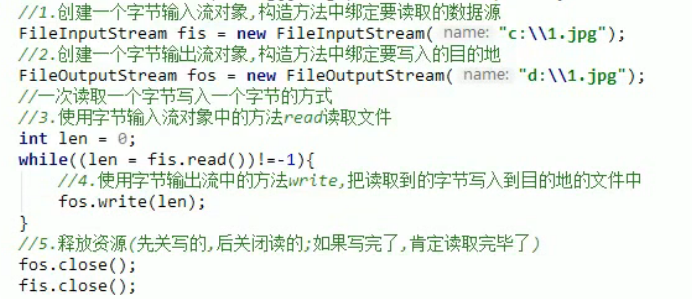 //1.创建一个字节输入流对象,构造方法中绑定要读取的数据源
FileInputStream fis = new FileInputStream( name: "c:\\1.jpg");
//2.创建一个字节输出流对象,构造方法中绑定要写入的目的地
FileOutputStream fos = new FileOutputStream( name: "d:\\1.jpg");
//一次读取一个字节写入一个字节的方式
//3.使用字节输入流对象中的方法read读取文件
int len = 0;
while((len = fis.read())!=-1){
//4.使用字节输出流中的方法write,把读取到的字节写入到目的地的文件中
fos.write(len);
}
//5.释放资源(先关写的,后关闭读的;如果写完了,肯定读取完毕了)
fos.close();
fis.close();